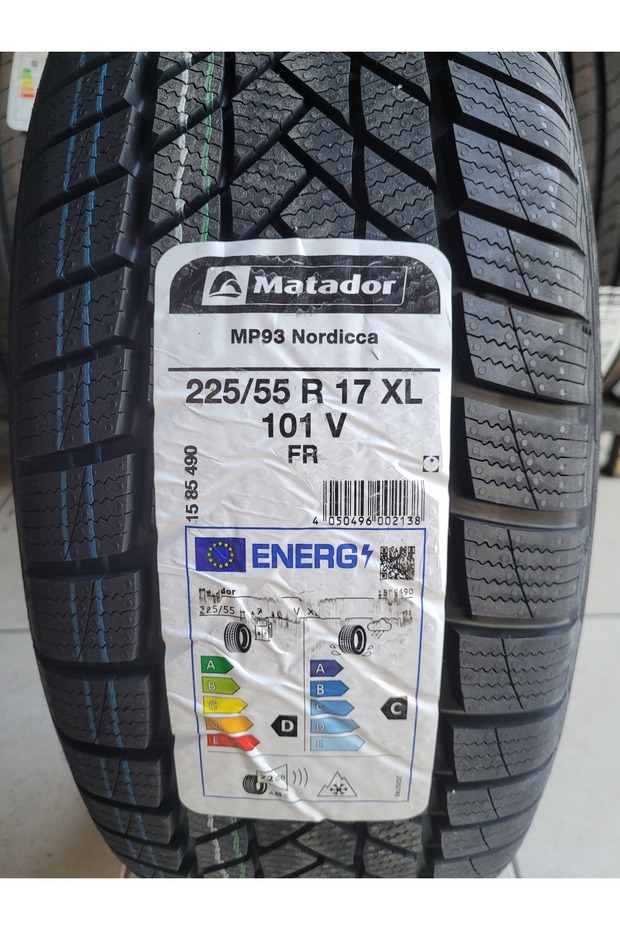 Matador
MP93 Nordicca
225/55 R 17 XL
101 V
FR
15 85 490
4 050496 002138
ENERG
225/55
A
B
C
D
E
D
A
B
C
D
E
C